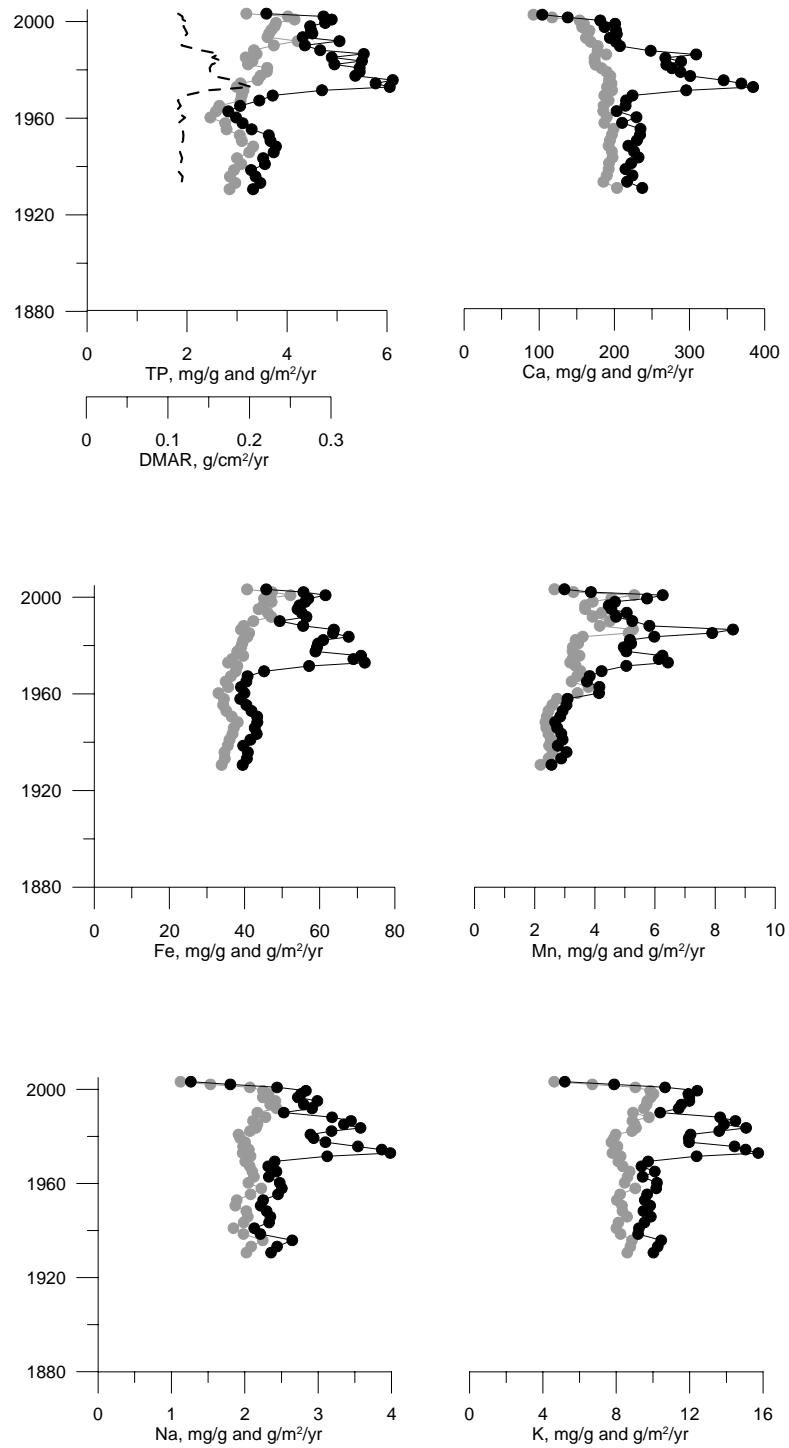 2000
1960
1920
1880
0 2 4 6
TP, mg/g and g/m²/yr
0 0.1 0.2 0.3
DMAR, g/cm²/yr
0 100 200 300 400
Ca, mg/g and g/m²/yr
2000
1960
1920
1880
0 20 40 60 80
Fe, mg/g and g/m²/yr
0 2 4 6 8 10
Mn, mg/g and g/m²/yr
2000
1960
1920
1880
0 1 2 3 4
Na, mg/g and g/m²/yr
0 4 8 12 16
K, mg/g and g/m²/yr